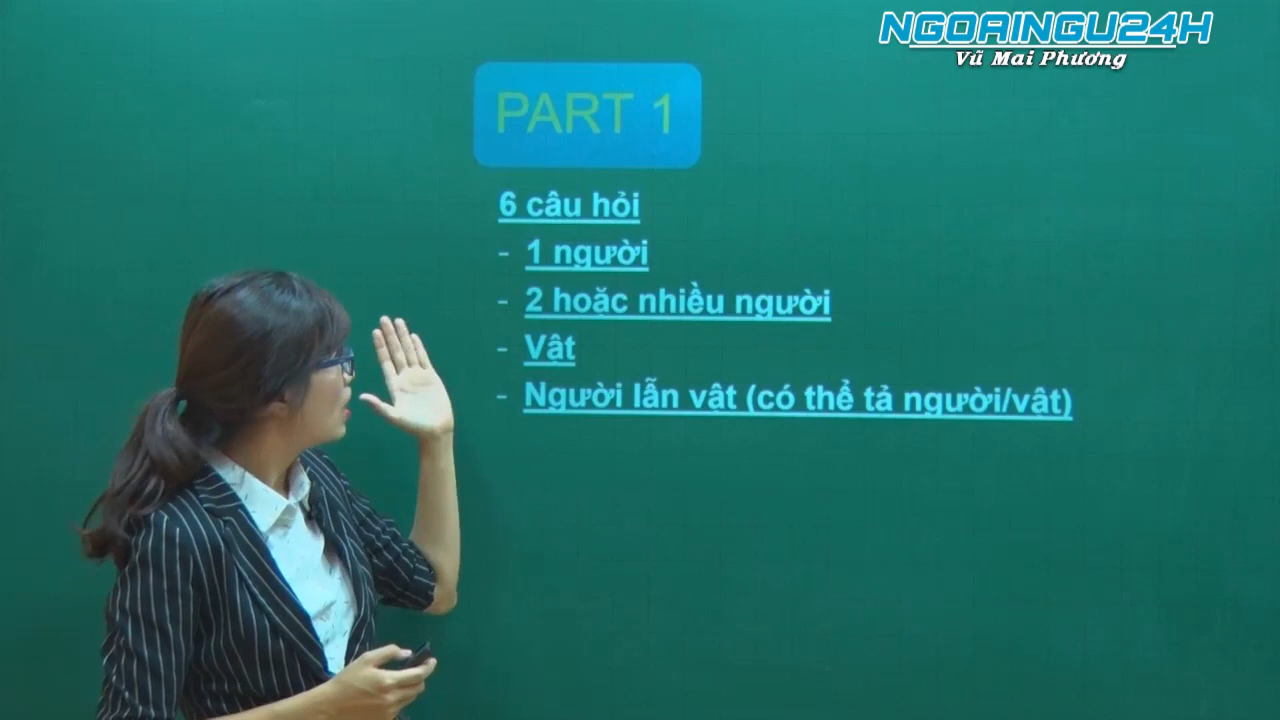 NGOAINGU24H
Vũ Mai Phương
PART 1
6 câu hỏi
- 1 người
- 2 hoặc nhiều người
- Vật
- Người lẫn vật (có thể tả người/vật)